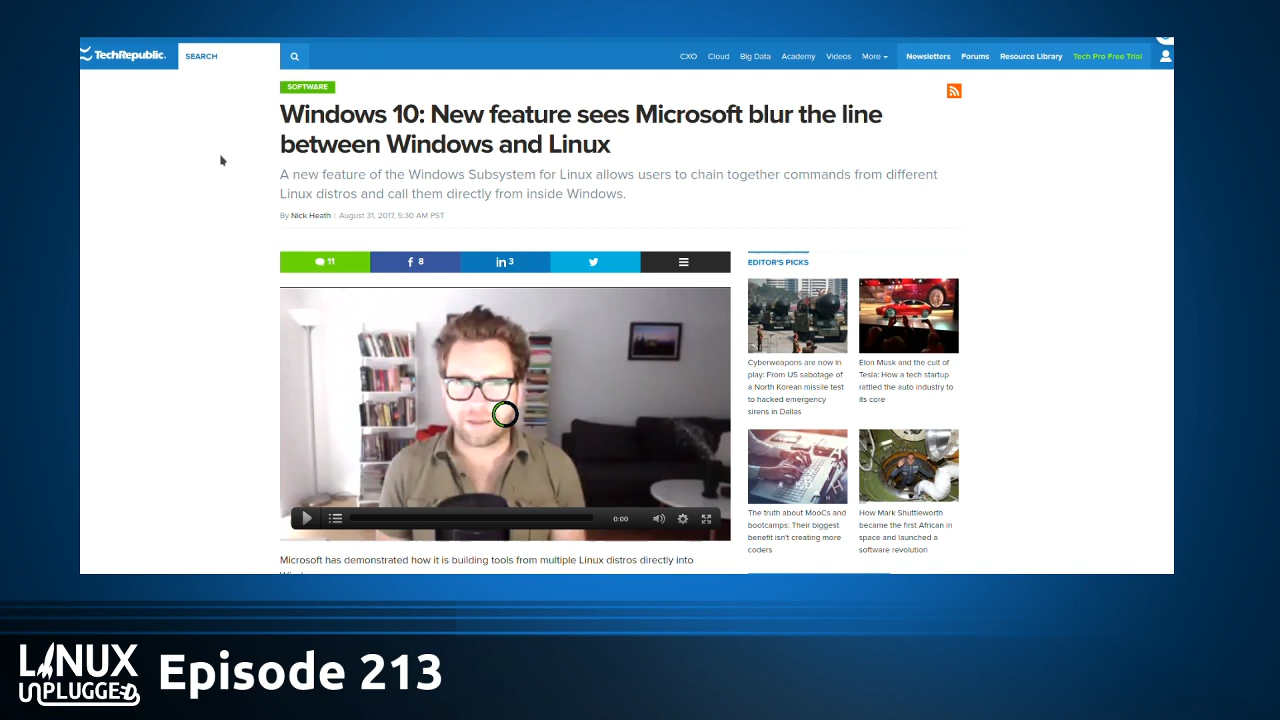 TechRepublic.
SEARCH
CXO Cloud Big Data Academy Videos More Newsletters Forums Resource Library Tech Pro Free Trial
SOFTWARE
Windows 10: New feature sees Microsoft blur the line
between Windows and Linux
A new feature of the Windows Subsystem for Linux allows users to chain together commands from different
Linux distros and call them directly from inside Windows.
By Nick Heath | August 31, 2017, 5:30 AM PST
11
f 8
in 3
EDITOR'S PICKS
Cyberweapons are now in
play: From US sabotage of
a North Korean missile test
to hacked emergency
sirens in Dallas
Elon Musk and the cult of
Tesla: How a tech startup
rattled the auto industry to
its core
0:00
The truth about MooCs and
bootcamps: Their biggest
benefit isn't creating more
coders
How Mark Shuttleworth
became the first African in
space and launched a
software revolution
Microsoft has demonstrated how it is building tools from multiple Linux distros directly into
LINUX
UNPLUGGED
Episode 213